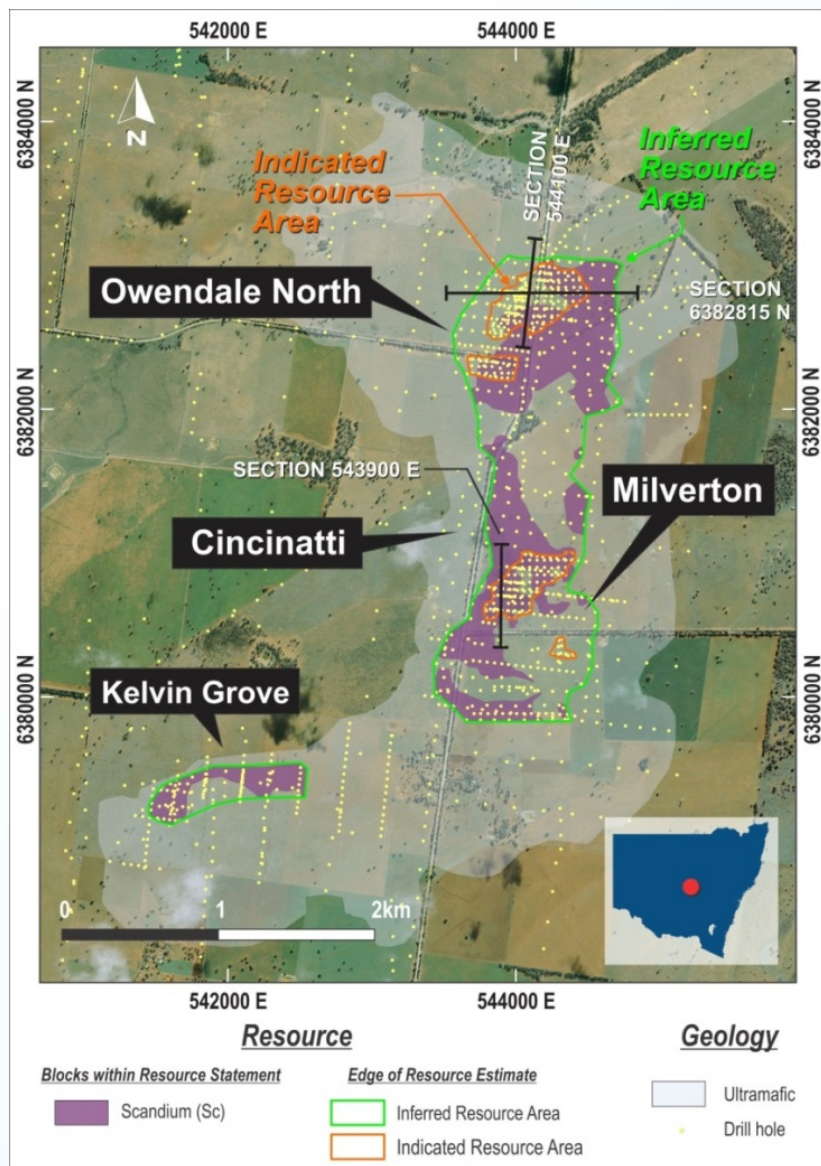 542000 E
544000 E
6384000 N
6384000 N
N
Indicated
Resource
Area
SECTION
544100 E
Inferred
Resource
Area
Owendale North
SECTION
6382815 N
6382000 N
6382000 N
SECTION 543900 E
Milverton
Cincinatti
Kelvin Grove
6380000 N
6380000 N
0
1
2km
542000 E
544000 E
Resource
Geology
Blocks within Resource Statement
Edge of Resource Estimate
Scandium (Sc)
Inferred Resource Area
Indicated Resource Area
Ultramafic
Drill hole